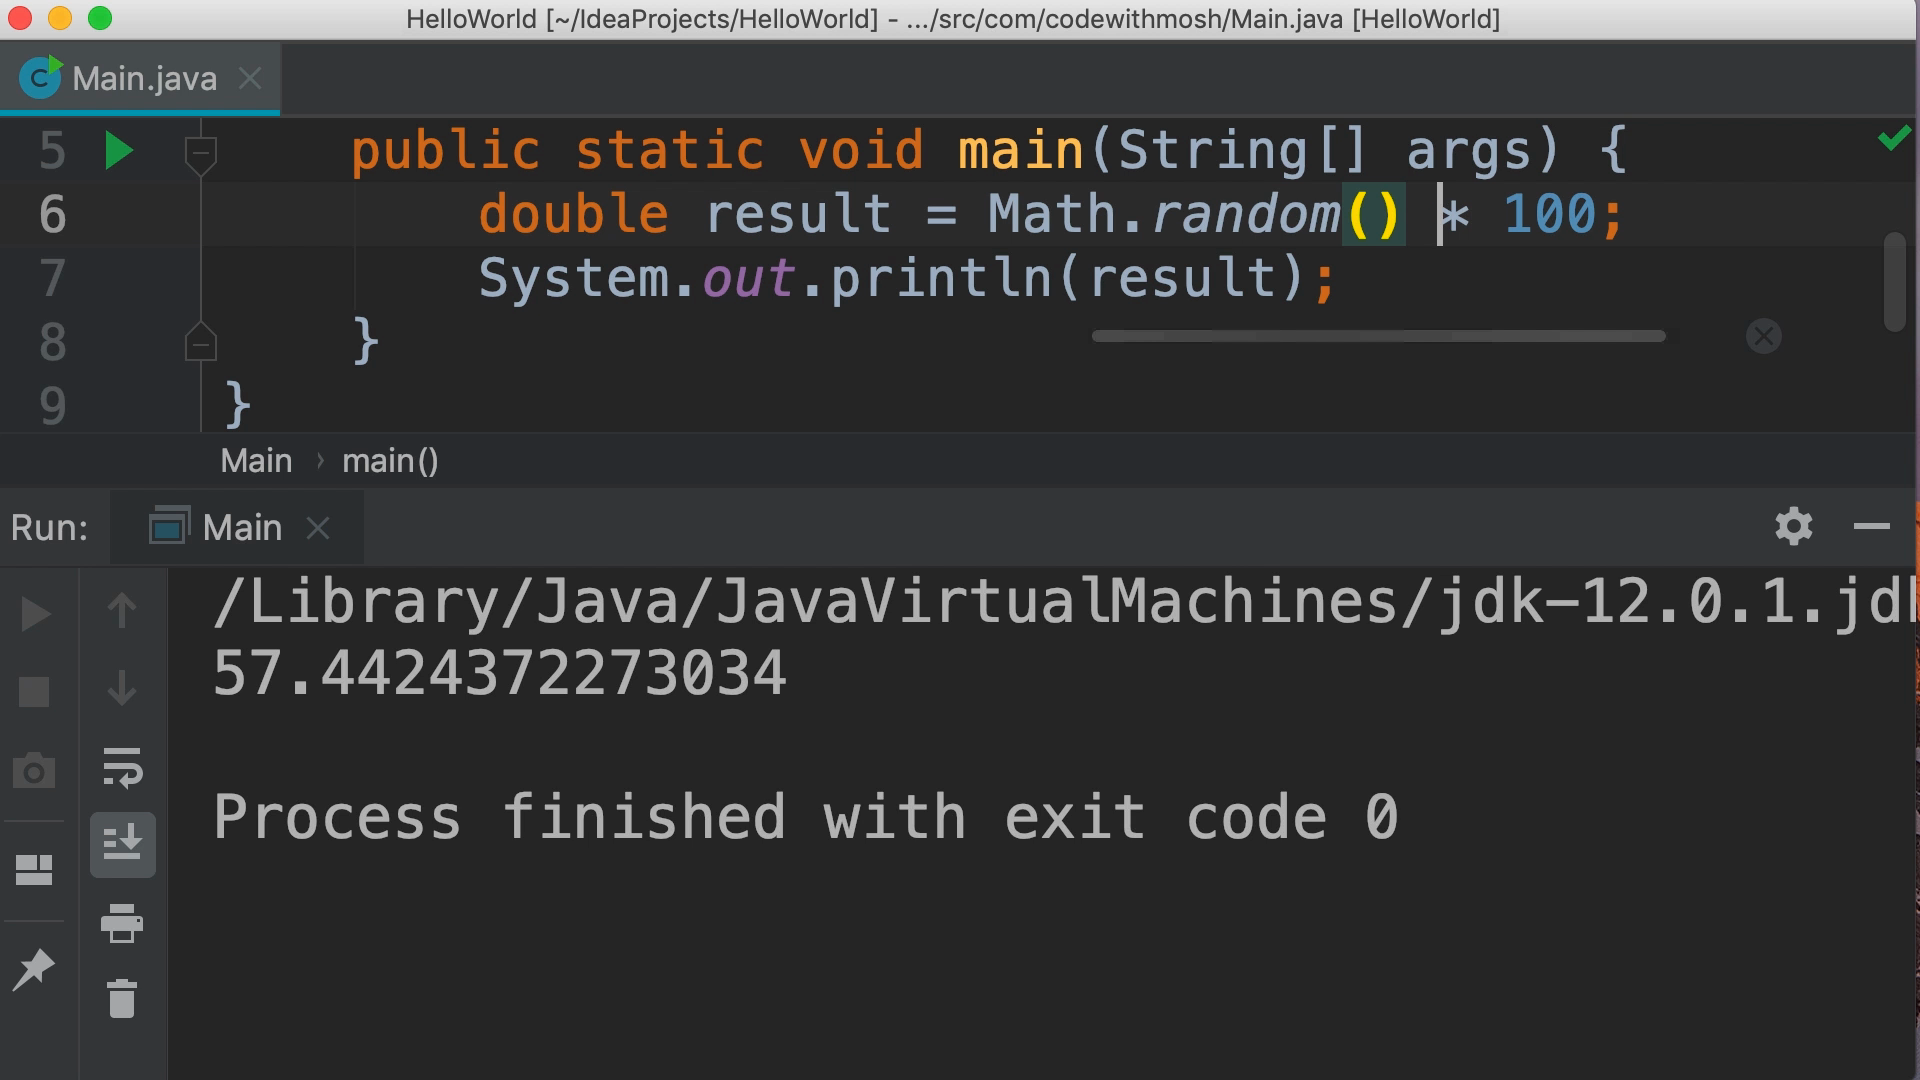 HelloWorld [~/IdeaProjects/HelloWorld] - .../src/com/codewithmosh/Main.java [HelloWorld]
Main.java
5 public static void main(String[] args) {
6 double result = Math.random() * 100;
7 System.out.println(result);
8 }
9 }
Main › main()
Run: Main
/Library/Java/JavaVirtualMachines/jdk-12.0.1.jd
57.4424372273034
Process finished with exit code 0